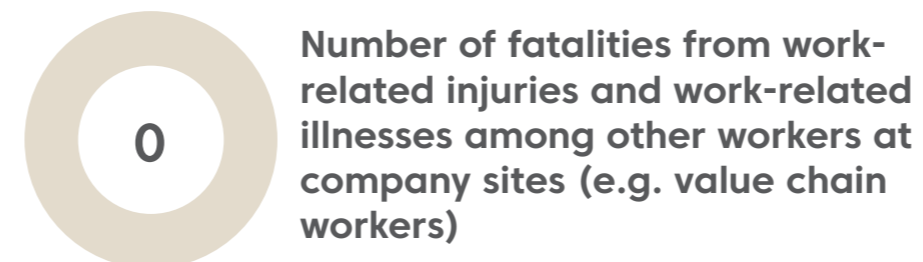 0
Number of fatalities from work-
related injuries and work-related
illnesses among other workers at
company sites (e.g. value chain
workers)